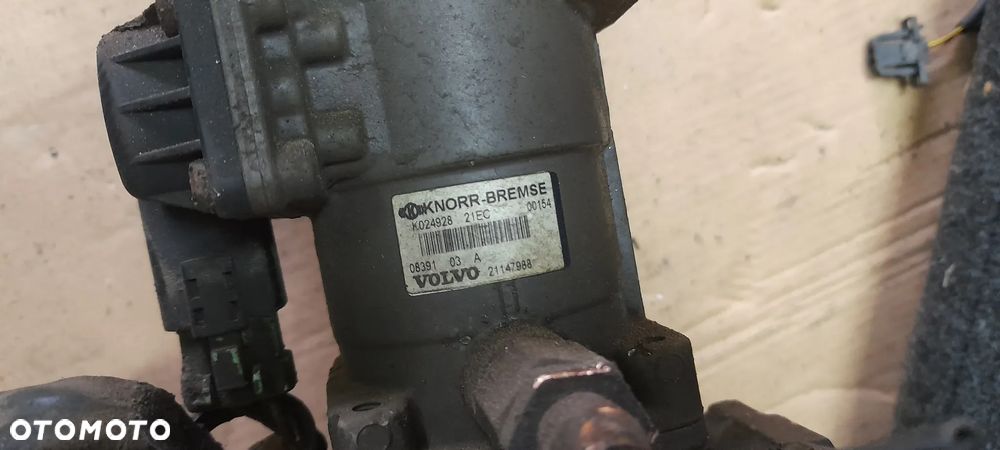 KNORR-BREMSE
K024928 21EC 00154
08391 03 A
VOLVO 21147988
OTOMOTO